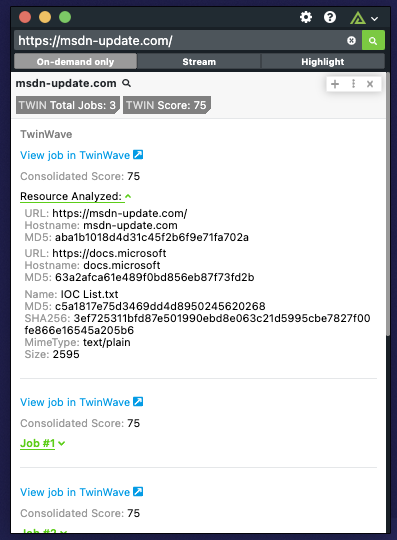 https://msdn-update.com/
On-demand only Stream Highlight
msdn-update.com
TWIN Total Jobs: 3 TWIN Score: 75
TwinWave
View job in TwinWave
Consolidated Score: 75
Resource Analyzed:
URL: https://msdn-update.com/
Hostname: msdn-update.com
MD5: aba1b1018d4d31c45f2b6f9e71fa702a
URL: https://docs.microsoft
Hostname: docs.microsoft
MD5: 63a2afca61e489f0bd856eb87f73fd2b
Name: IOC List.txt
MD5: c5a1817e75d3469dd4d8950245620268
SHA256: 3ef725311bfd87e501990ebd8e063c21d5995cbe7827f00
fe866e16545a205b6
MimeType: text/plain
Size: 2595
View job in TwinWave
Consolidated Score: 75
Job #1
View job in TwinWave
Consolidated Score: 75
Job #2